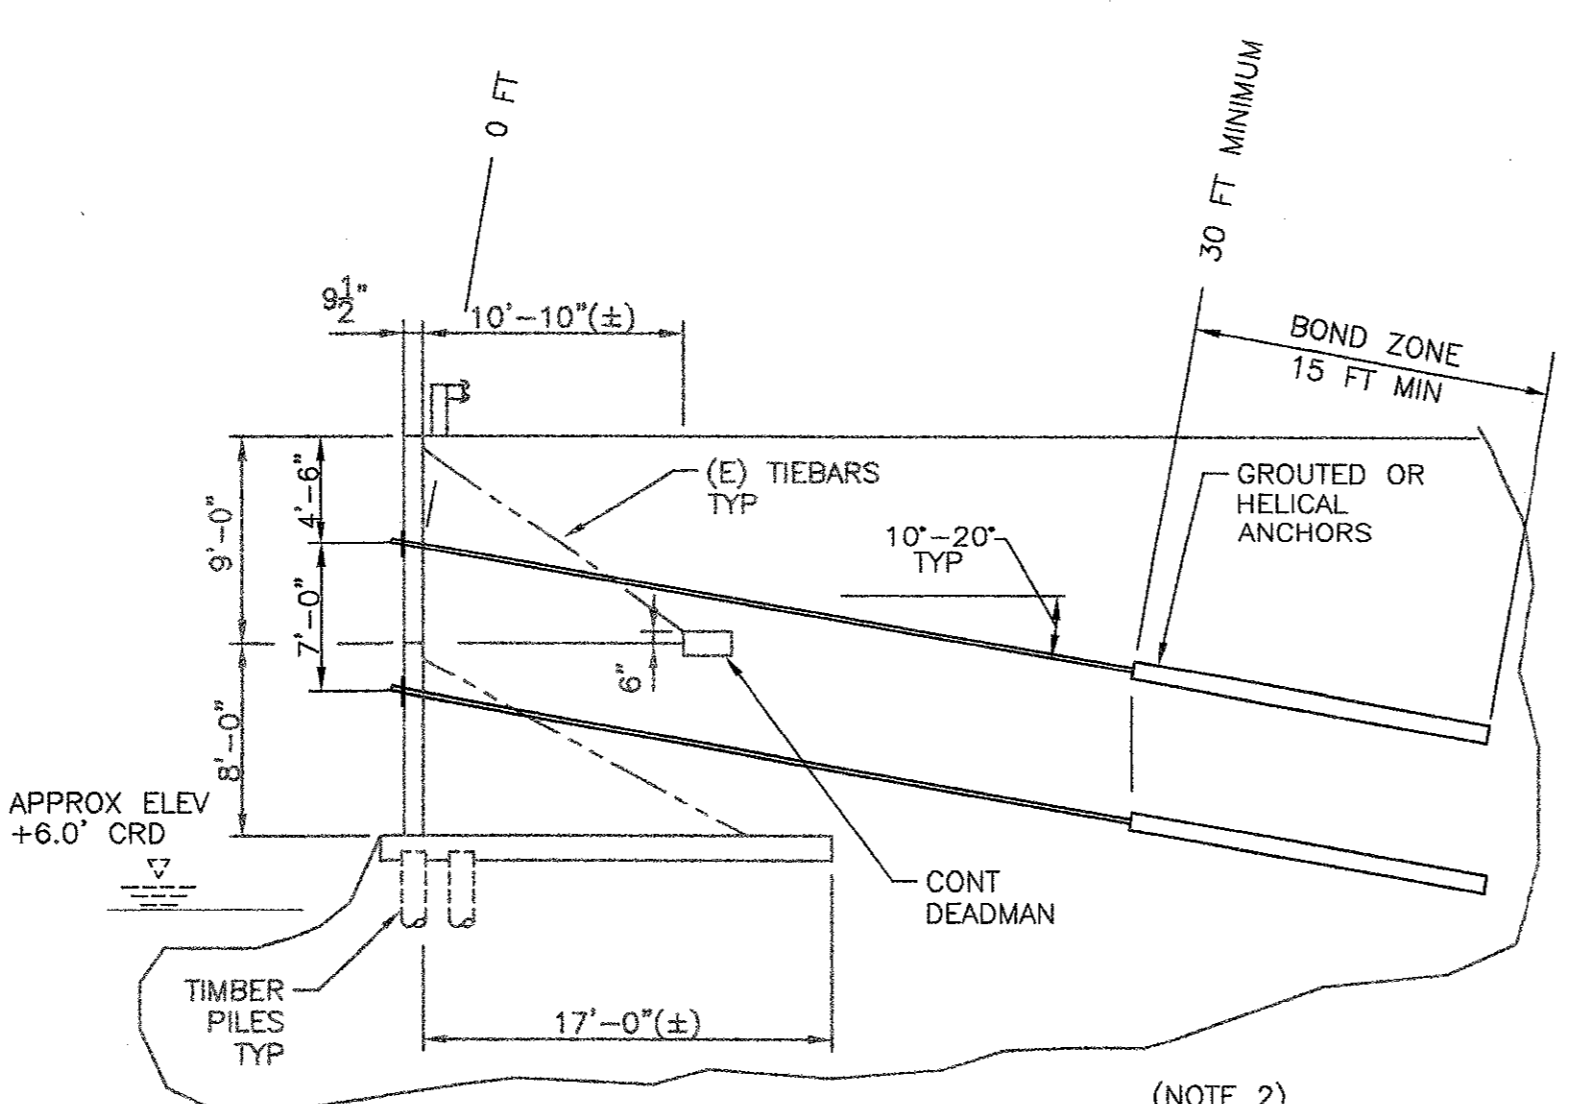 0 FT
30 FT MINIMUM
9 1/2"
10'-10"(±)
BOND ZONE
15 FT MIN
4'-6"
9'-0"
(E) TIEBARS
TYP
GROUTED OR
HELICAL
ANCHORS
10°-20°
TYP
7'-0"
6"
8'-0"
APPROX ELEV
+6.0' CRD
CONT
DEADMAN
TIMBER
PILES
TYP
17'-0"(±)
(NOTE 2)